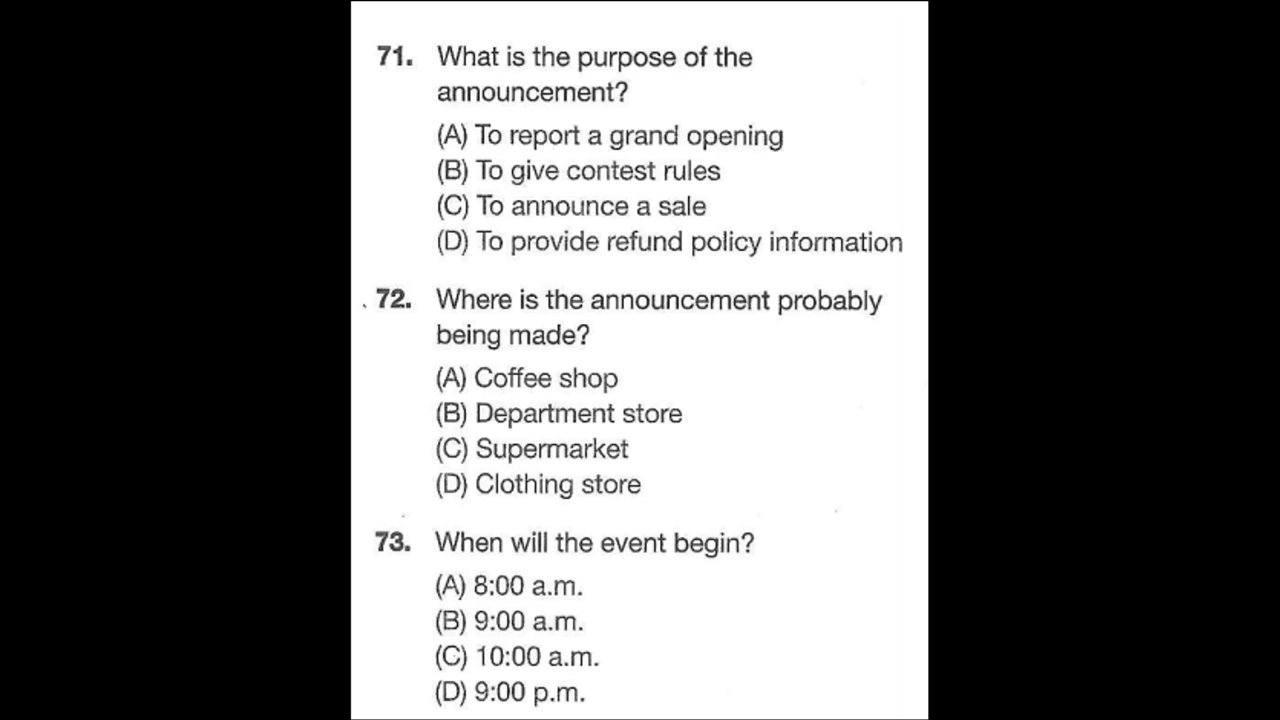 71. What is the purpose of the
announcement?
(A) To report a grand opening
(B) To give contest rules
(C) To announce a sale
(D) To provide refund policy information
72. Where is the announcement probably
being made?
(A) Coffee shop
(B) Department store
(C) Supermarket
(D) Clothing store
73. When will the event begin?
(A) 8:00 a.m.
(B) 9:00 a.m.
(C) 10:00 a.m.
(D) 9:00 p.m.